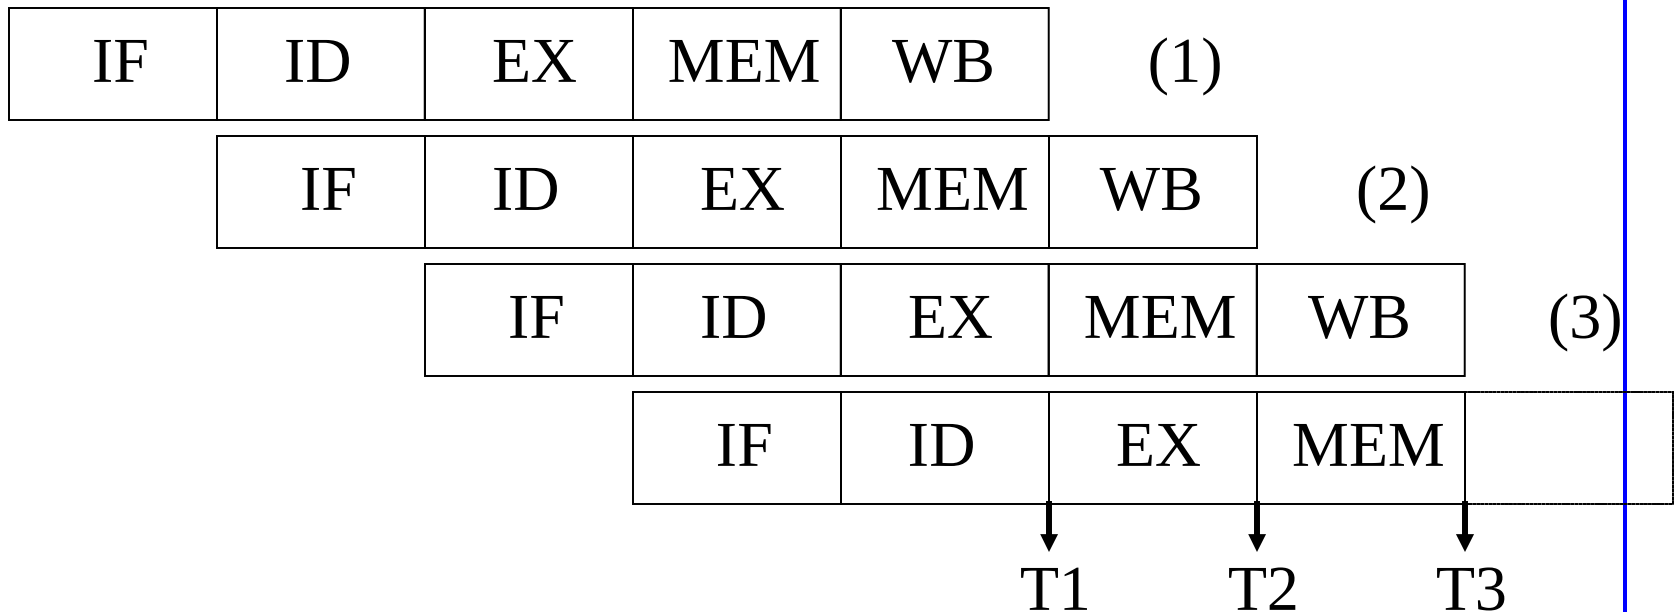 IF ID EX MEM WB (1)
IF ID EX MEM WB (2)
IF ID EX MEM WB (3)
IF ID EX MEM
T1 T2 T3